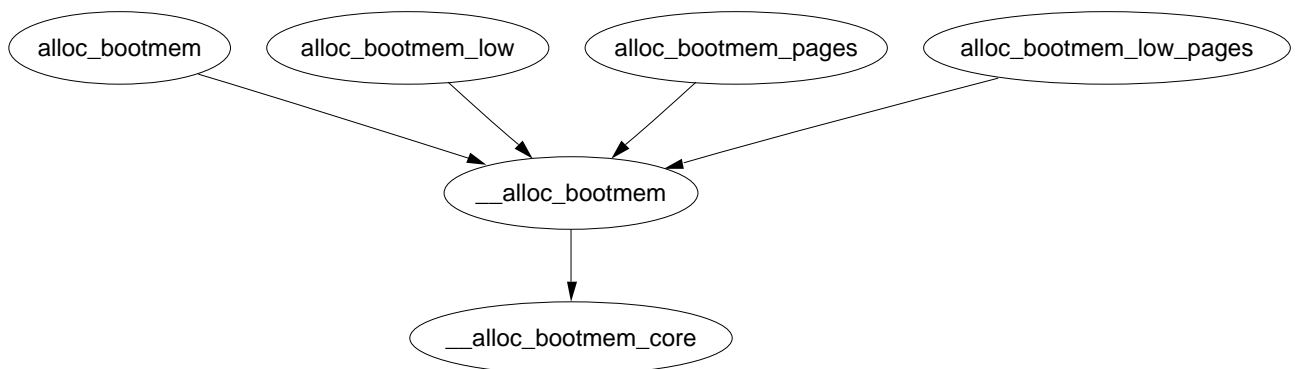 alloc_bootmem
alloc_bootmem_low
alloc_bootmem_pages
alloc_bootmem_low_pages
__alloc_bootmem
__alloc_bootmem_core